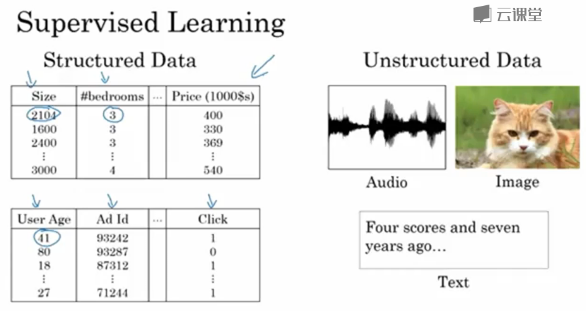 云课堂
Supervised Learning
Structured Data
Size #bedrooms ... Price (1000$s)
2104 3 400
1600 3 330
2400 3 369
⋮ ⋮ ⋮
3000 4 540
User Age Ad Id ... Click
41 93242 1
80 93287 0
18 87312 1
⋮ ⋮ ⋮
27 71244 1
Unstructured Data
Audio
Image
Four scores and seven
years ago...
Text